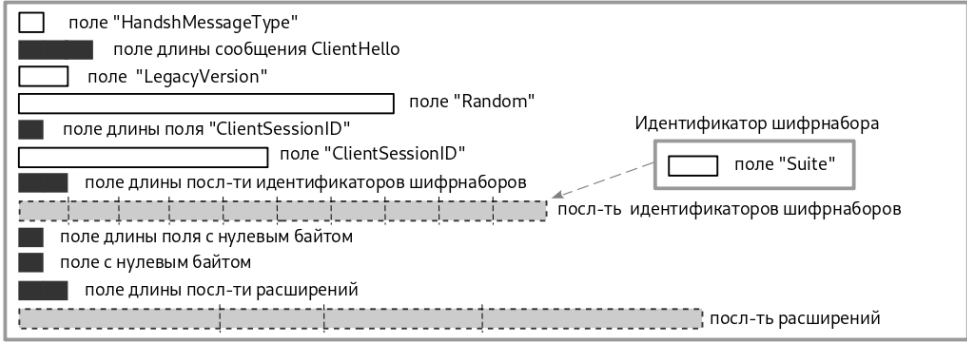 поле "HandshMessageType"
поле длины сообщения ClientHello
поле "LegacyVersion"
поле "Random"
поле длины поля "ClientSessionID"
Идентификатор шифрнабора
поле "ClientSessionID"
поле "Suite"
поле длины посл-ти идентификаторов шифрнаборов
посл-ть идентификаторов шифрнаборов
поле длины поля с нулевым байтом
поле с нулевым байтом
поле длины посл-ти расширений
посл-ть расширений